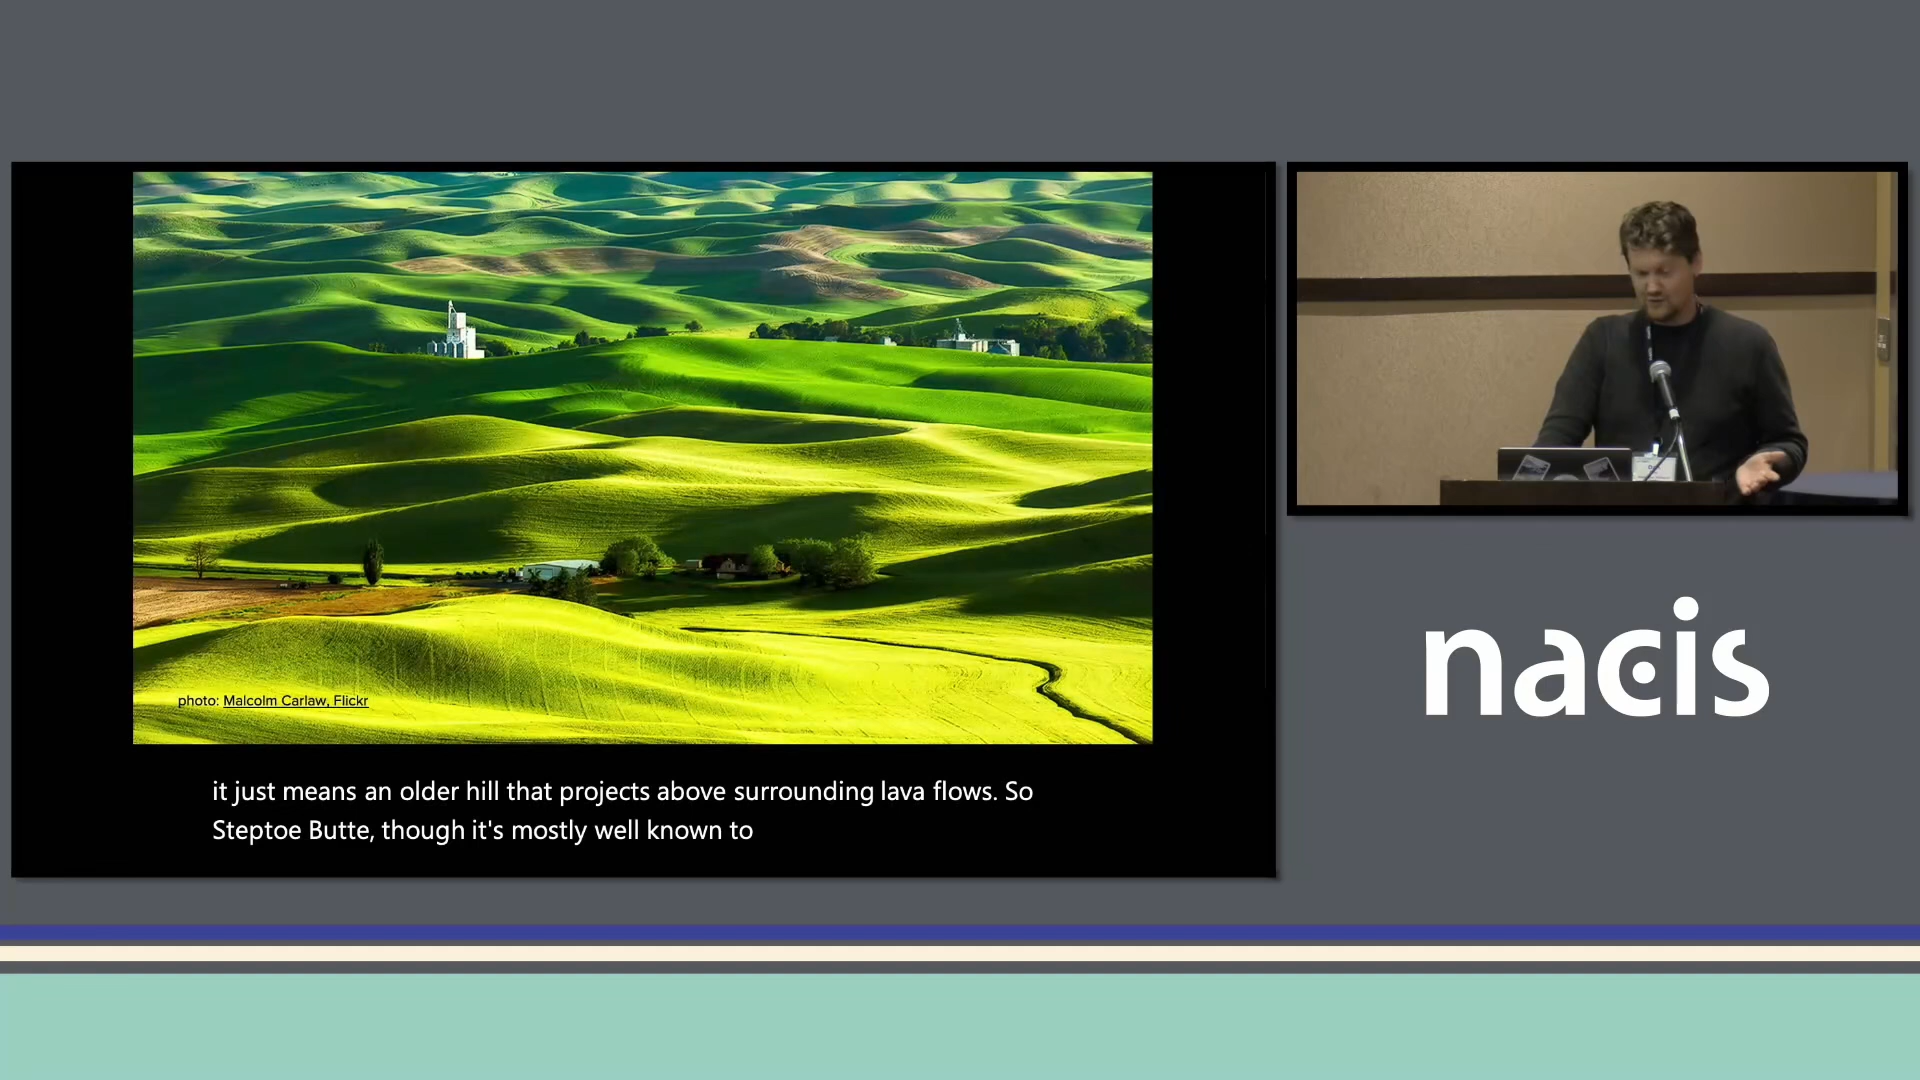 photo: Malcolm Carlaw, Flickr
it just means an older hill that projects above surrounding lava flows. So
Steptoe Butte, though it's mostly well known to
nacis